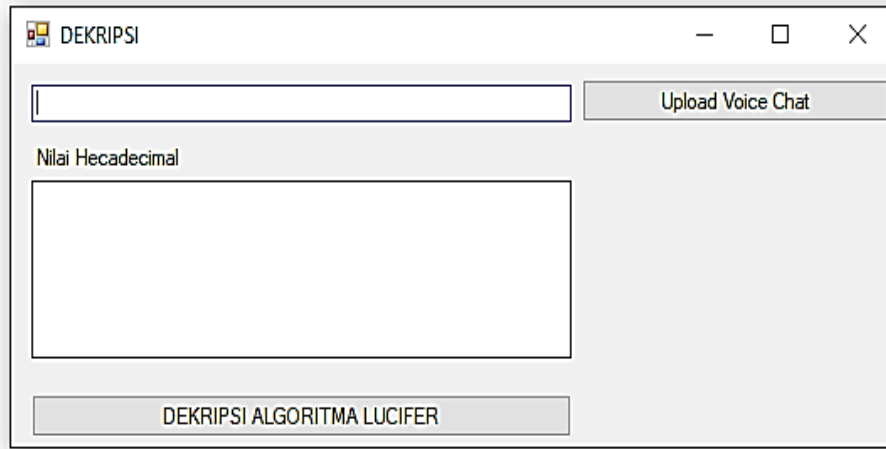 DEKRIPSI
Upload Voice Chat
Nilai Hecadecimal
DEKRIPSI ALGORITMA LUCIFER